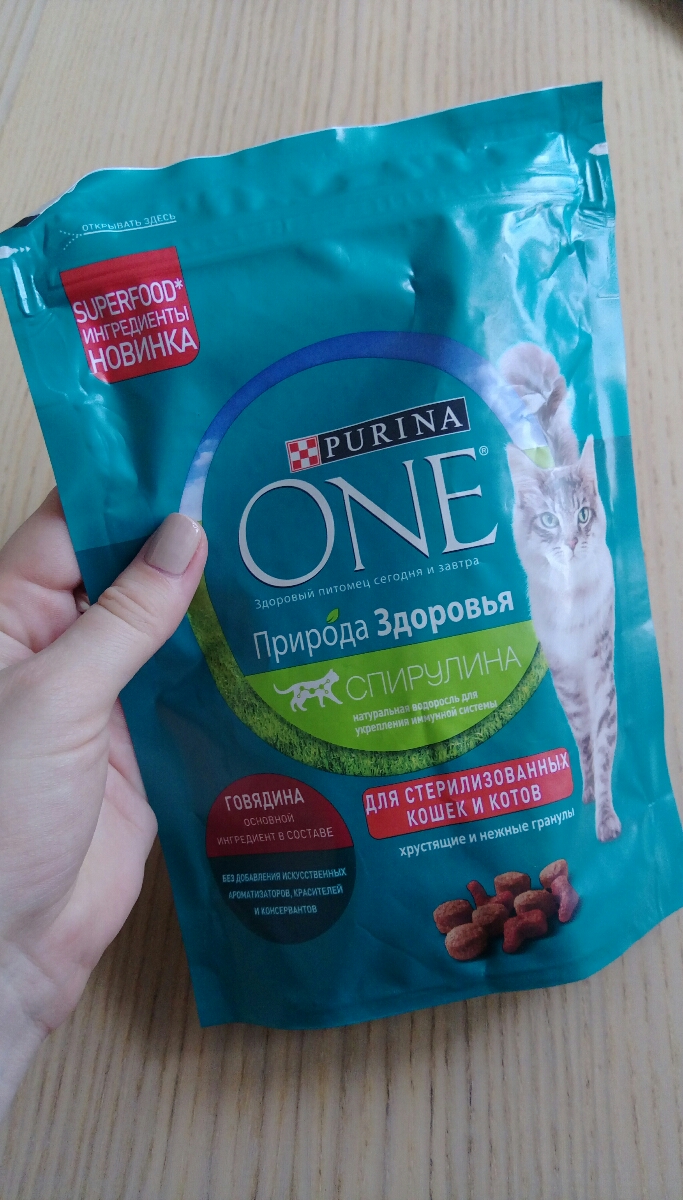 ОТКРЫВАТЬ ЗДЕСЬ
SUPERFOOD*
ИНГРЕДИЕНТЫ
НОВИНКА
PURINA
ONE®
Здоровый питомец сегодня и завтра
Природа Здоровья
СПИРУЛИНА
натуральная водоросль для
укрепления иммунной системы
ГОВЯДИНА
ОСНОВНОЙ
ИНГРЕДИЕНТ В СОСТАВЕ
БЕЗ ДОБАВЛЕНИЯ ИСКУССТВЕННЫХ
АРОМАТИЗАТОРОВ, КРАСИТЕЛЕЙ
И КОНСЕРВАНТОВ
ДЛЯ СТЕРИЛИЗОВАННЫХ
КОШЕК И КОТОВ
хрустящие и нежные гранулы